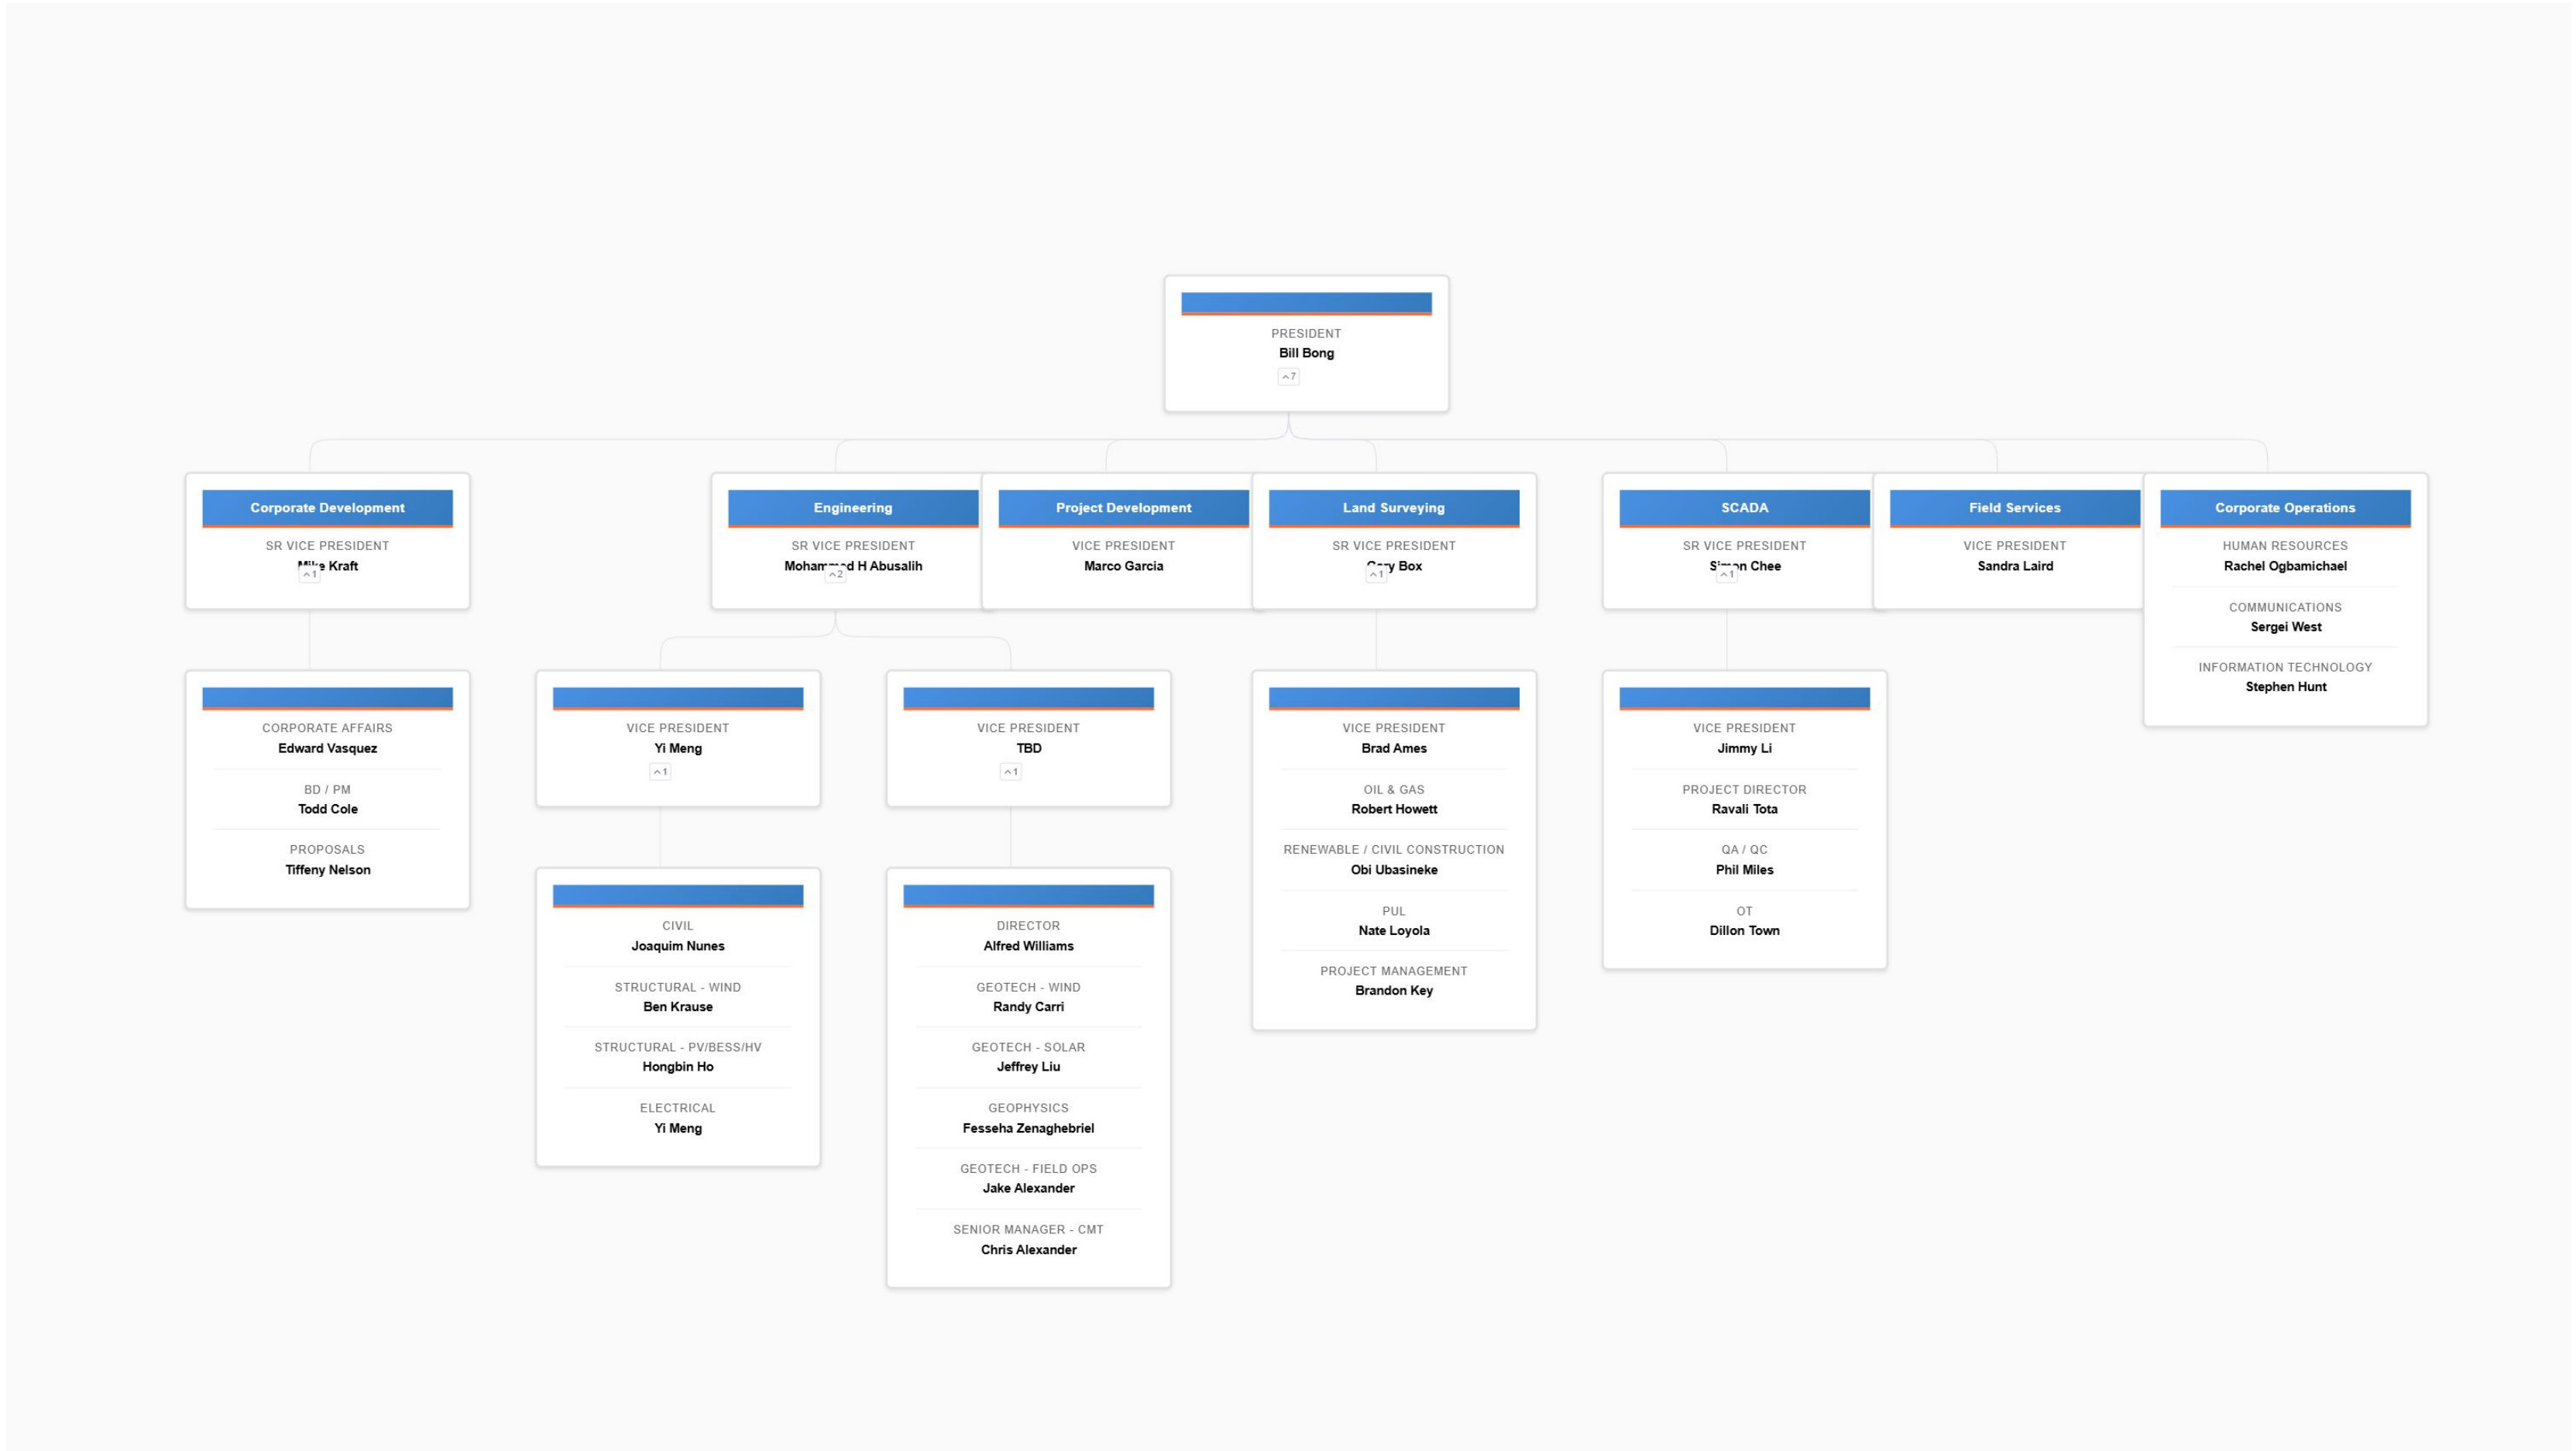 PRESIDENT
Bill Bong
7
Corporate Development
SR VICE PRESIDENT
Mike Kraft
1
Engineering
SR VICE PRESIDENT
Mohammed H Abusalih
2
Project Development
VICE PRESIDENT
Marco Garcia
Land Surveying
SR VICE PRESIDENT
Box
1
SCADA
SR VICE PRESIDENT
Simon Chee
1
Field Services
VICE PRESIDENT
Sandra Laird
Corporate Operations
HUMAN RESOURCES
Rachel Ogbamichael
COMMUNICATIONS
Sergei West
INFORMATION TECHNOLOGY
Stephen Hunt
CORPORATE AFFAIRS
Edward Vasquez
BD / PM
Todd Cole
PROPOSALS
Tiffeny Nelson
VICE PRESIDENT
Yi Meng
1
VICE PRESIDENT
TBD
1
CIVIL
Joaquim Nunes
STRUCTURAL - WIND
Ben Krause
STRUCTURAL - PV/BESS/HV
Hongbin Ho
ELECTRICAL
Yi Meng
DIRECTOR
Alfred Williams
GEOTECH - WIND
Randy Carri
GEOTECH - SOLAR
Jeffrey Liu
GEOPHYSICS
Fesseha Zenaghebriel
GEOTECH - FIELD OPS
Jake Alexander
SENIOR MANAGER - CMT
Chris Alexander
VICE PRESIDENT
Brad Ames
OIL & GAS
Robert Howett
RENEWABLE / CIVIL CONSTRUCTION
Obi Ubasineke
PUL
Nate Loyola
PROJECT MANAGEMENT
Brandon Key
VICE PRESIDENT
Jimmy Li
PROJECT DIRECTOR
Ravali Tota
QA / QC
Phil Miles
OT
Dillon Town